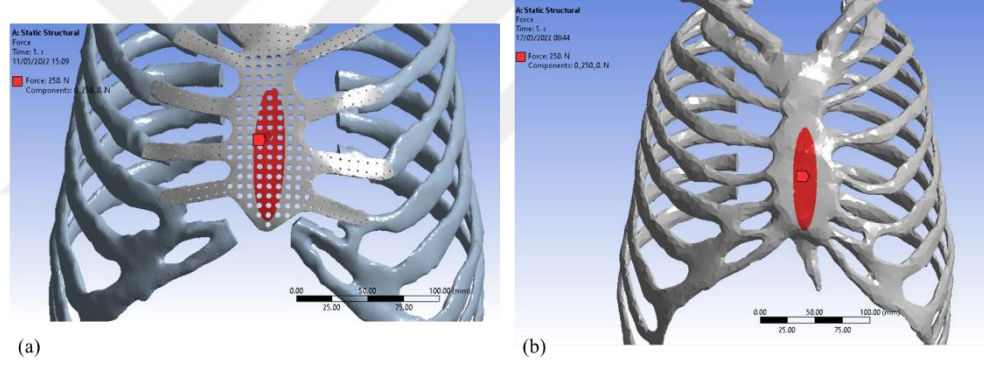 A: Static Structural
Force
Time: 1. s
11/03/2022 15:09
Force: 250. N
Components: 0.,250.,0. N
0.00 50.00 100.00 (mm)
25.00 75.00
(a)
A: Static Structural
Force
Time: 1. s
17/03/2022 08:44
Force: 250. N
Components: 0.,250.,0. N
0.00 50.00 100.00 (mm)
25.00 75.00
(b)